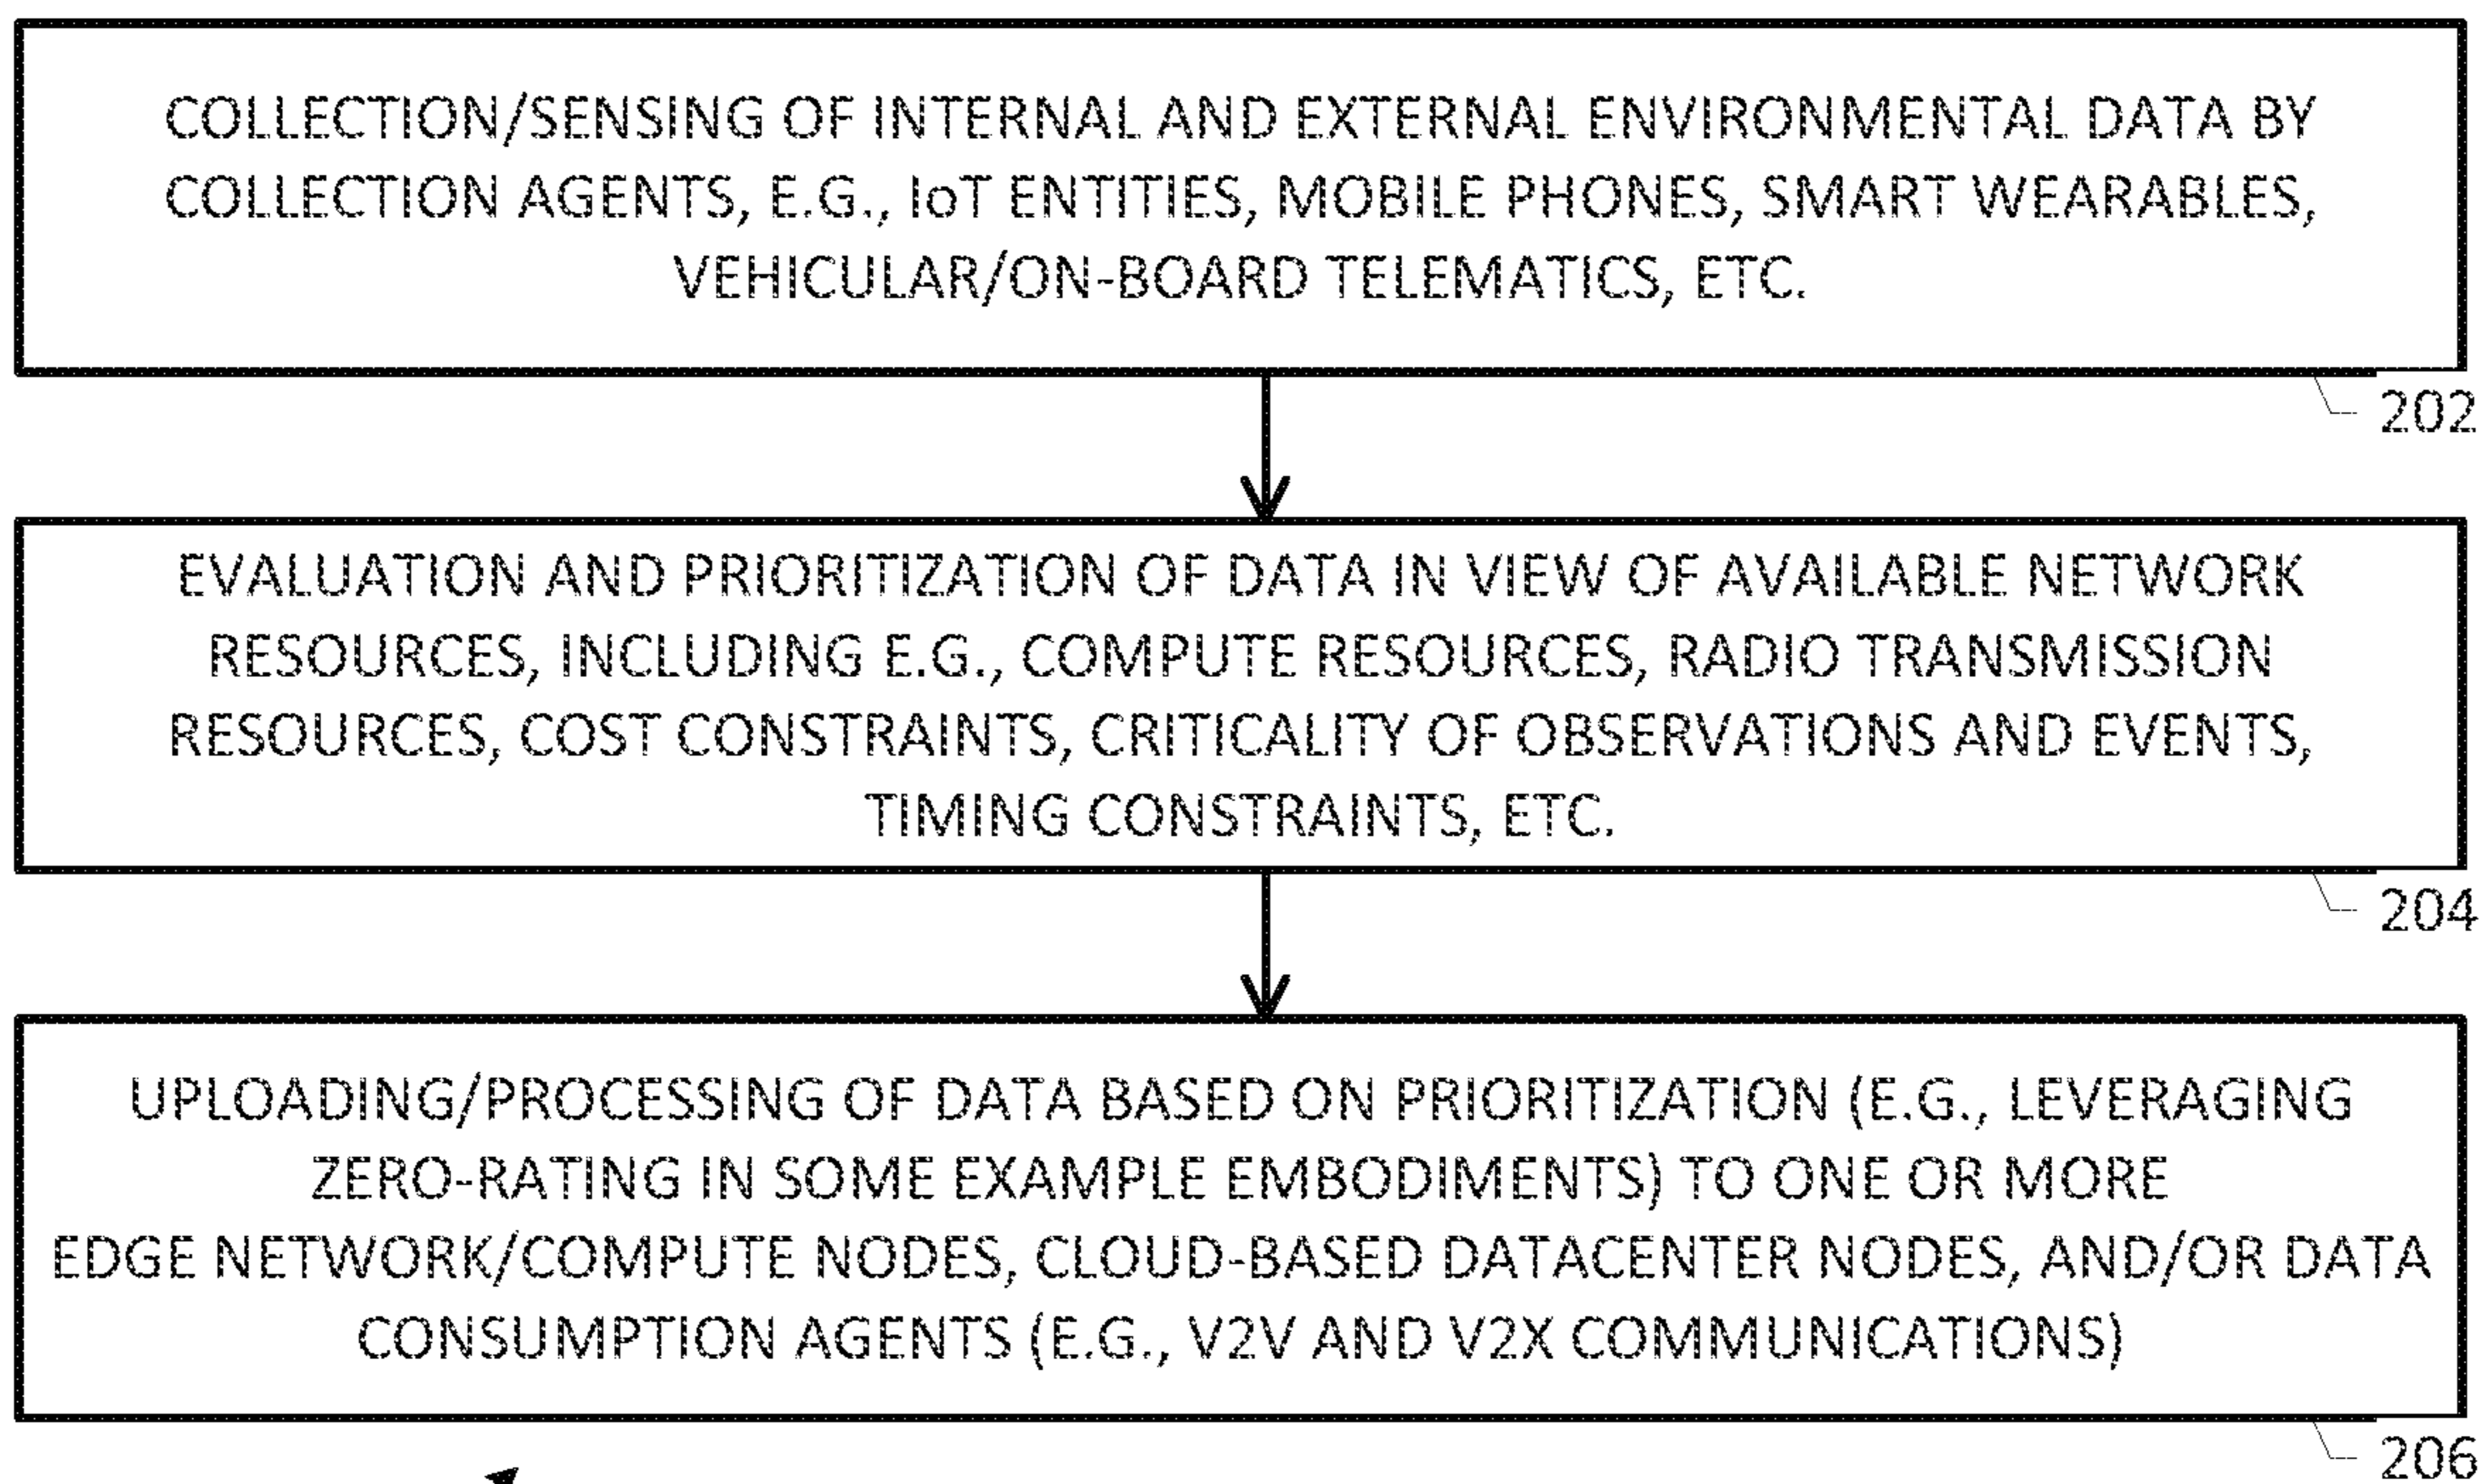 COLLECTION/SENSING OF INTERNAL AND EXTERNAL ENVIRONMENTAL DATA BY
COLLECTION AGENTS, E.G., IoT ENTITIES, MOBILE PHONES, SMART WEARABLES,
VEHICULAR/ON-BOARD TELEMATICS, ETC.
202
EVALUATION AND PRIORITIZATION OF DATA IN VIEW OF AVAILABLE NETWORK
RESOURCES, INCLUDING E.G., COMPUTE RESOURCES, RADIO TRANSMISSION
RESOURCES, COST CONSTRAINTS, CRITICALITY OF OBSERVATIONS AND EVENTS,
TIMING CONSTRAINTS, ETC.
204
UPLOADING/PROCESSING OF DATA BASED ON PRIORITIZATION (E.G., LEVERAGING
ZERO-RATING IN SOME EXAMPLE EMBODIMENTS) TO ONE OR MORE
EDGE NETWORK/COMPUTE NODES, CLOUD-BASED DATACENTER NODES, AND/OR DATA
CONSUMPTION AGENTS (E.G., V2V AND V2X COMMUNICATIONS)
206